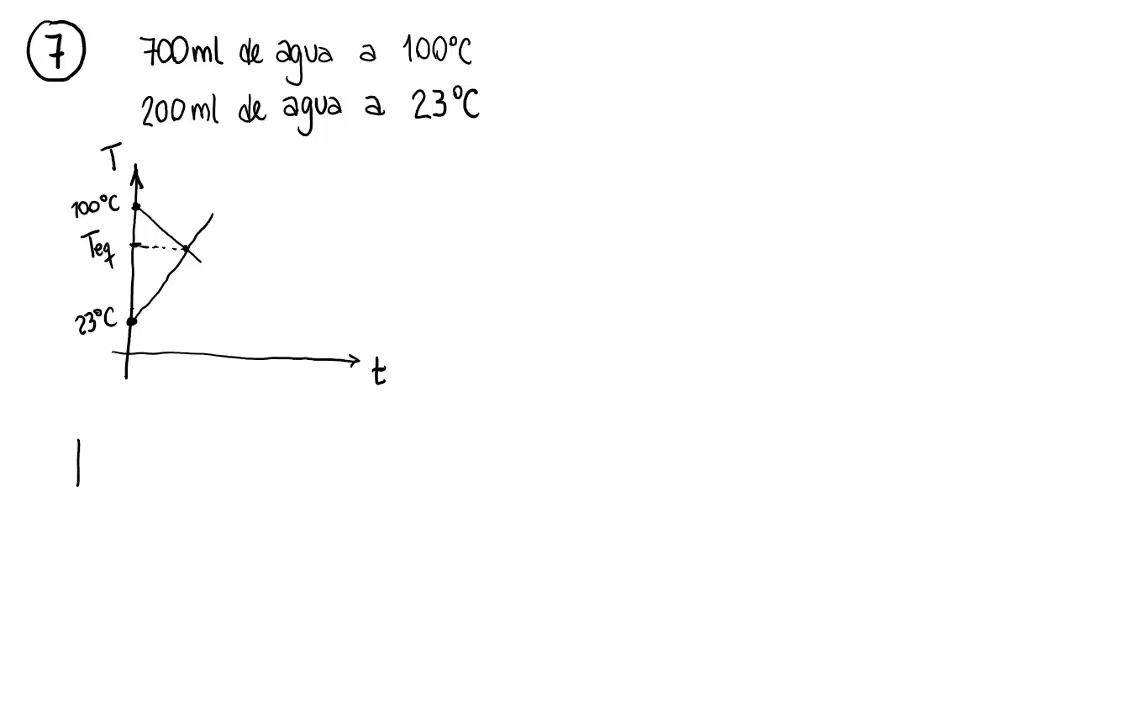 7 700ml de agua a 100°C
200ml de agua a 23°C
T
100°C
Teq
23°C
t